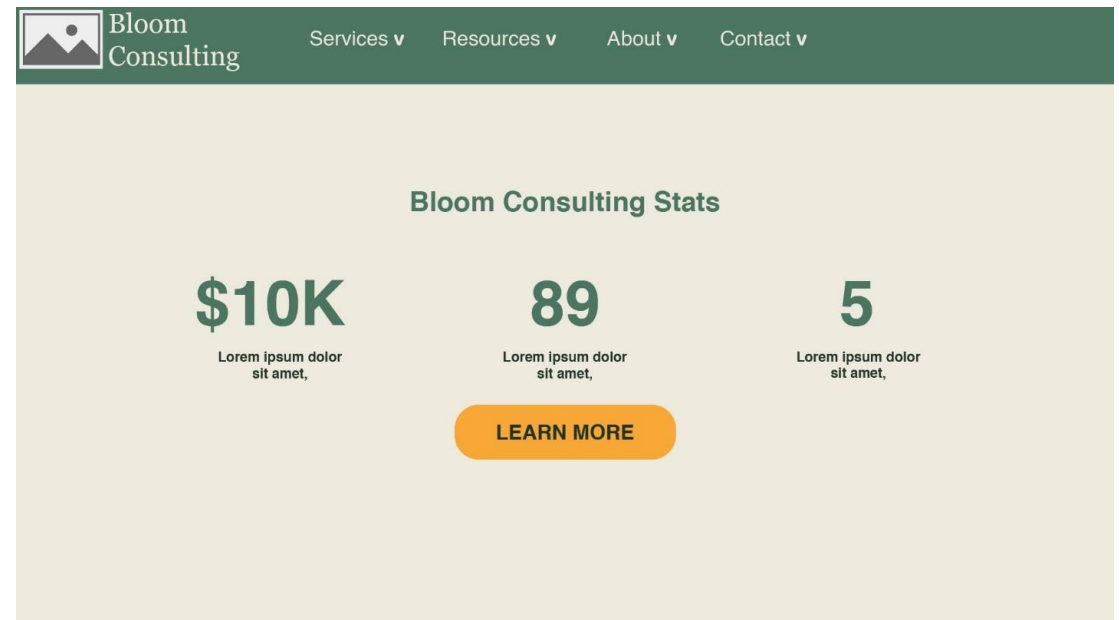 Bloom
Consulting
Services v
Resources v
About v
Contact v
Bloom Consulting Stats
$10K
89
5
Lorem ipsum dolor
sit amet,
Lorem ipsum dolor
sit amet,
Lorem ipsum dolor
sit amet,
LEARN MORE